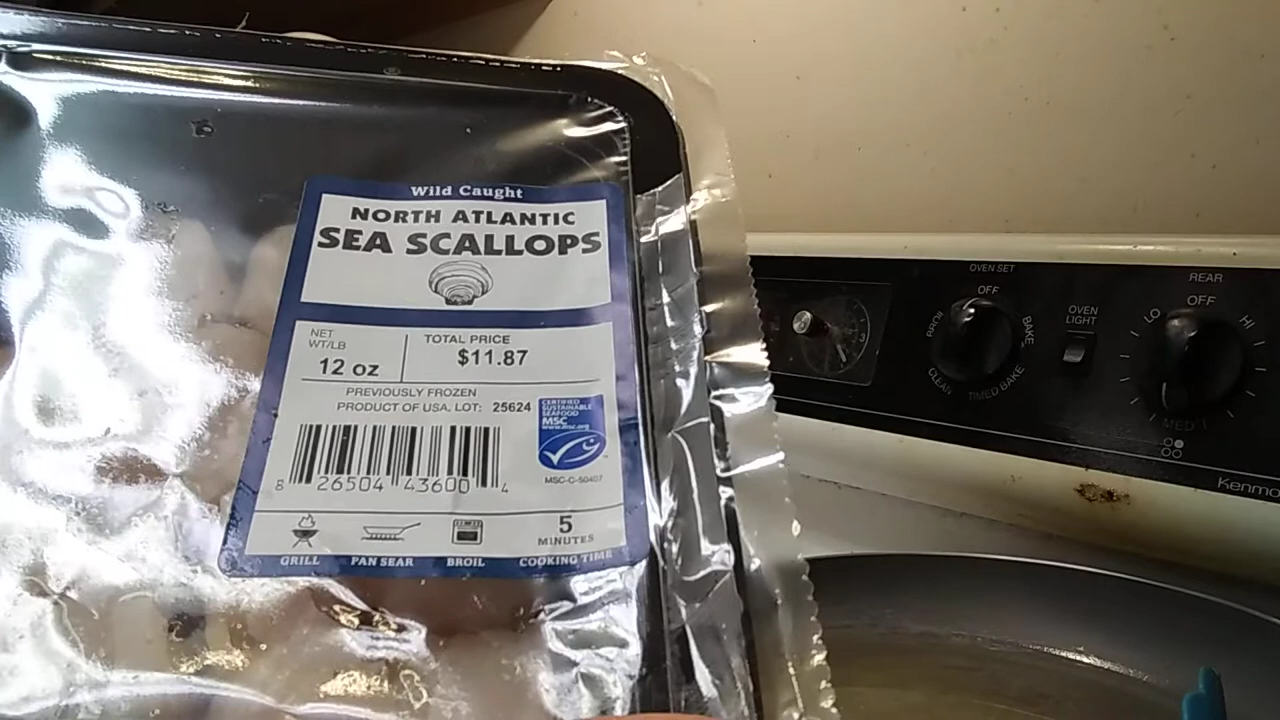 Wild Caught
NORTH ATLANTIC
SEA SCALLOPS
NET
WT/LB
12 oz
TOTAL PRICE
$11.87
PREVIOUSLY FROZEN
PRODUCT OF USA. LOT: 25624
CERTIFIED
SUSTAINABLE
SEAFOOD
MSC
www.msc.org
MSC-C-50407
8 26504 43600 4
5
MINUTES
GRILL PAN SEAR BROIL COOKING TIME
OVEN SET
OFF
BROIL
BAKE
CLEAN
TIMED BAKE
3
OVEN
LIGHT
REAR
OFF
LO
HI
MED